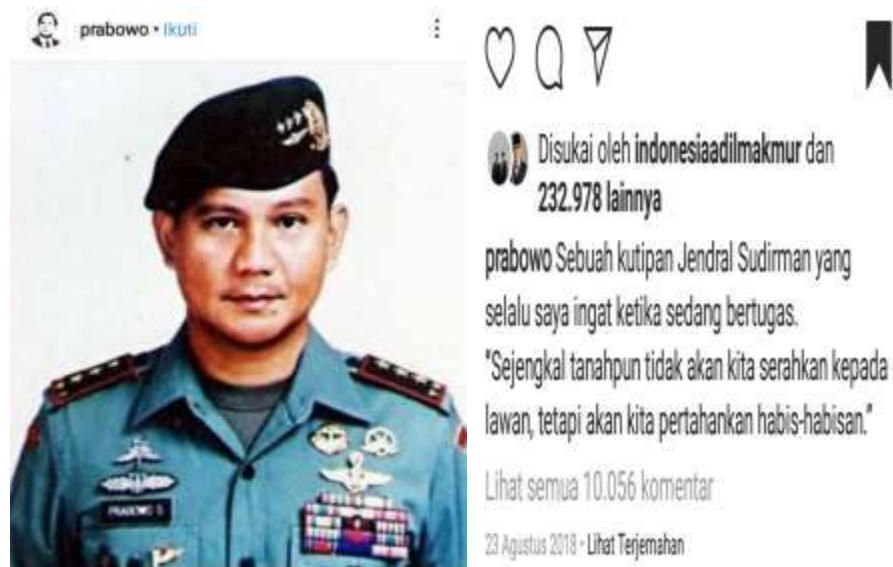 prabowo • Ikuti
PRABOWO S
Disukai oleh indonesiaadilmakmur dan
232.978 lainnya
prabowo Sebuah kutipan Jendral Sudirman yang
selalu saya ingat ketika sedang bertugas.
"Sejengkal tanahpun tidak akan kita serahkan kepada
lawan, tetapi akan kita pertahankan habis-habisan."
Lihat semua 10.056 komentar
23 Agustus 2018 • Lihat Terjemahan